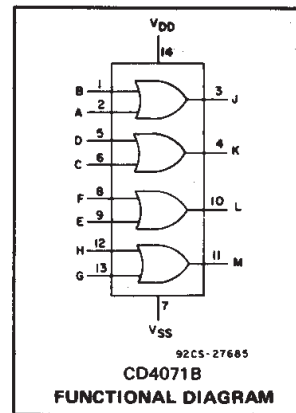 VDD
14
B 1
A 2
3 J
D 5
C 6
4 K
F 8
E 9
10 L
H 12
G 13
11 M
7
VSS
92CS-27685
CD4071B
FUNCTIONAL DIAGRAM